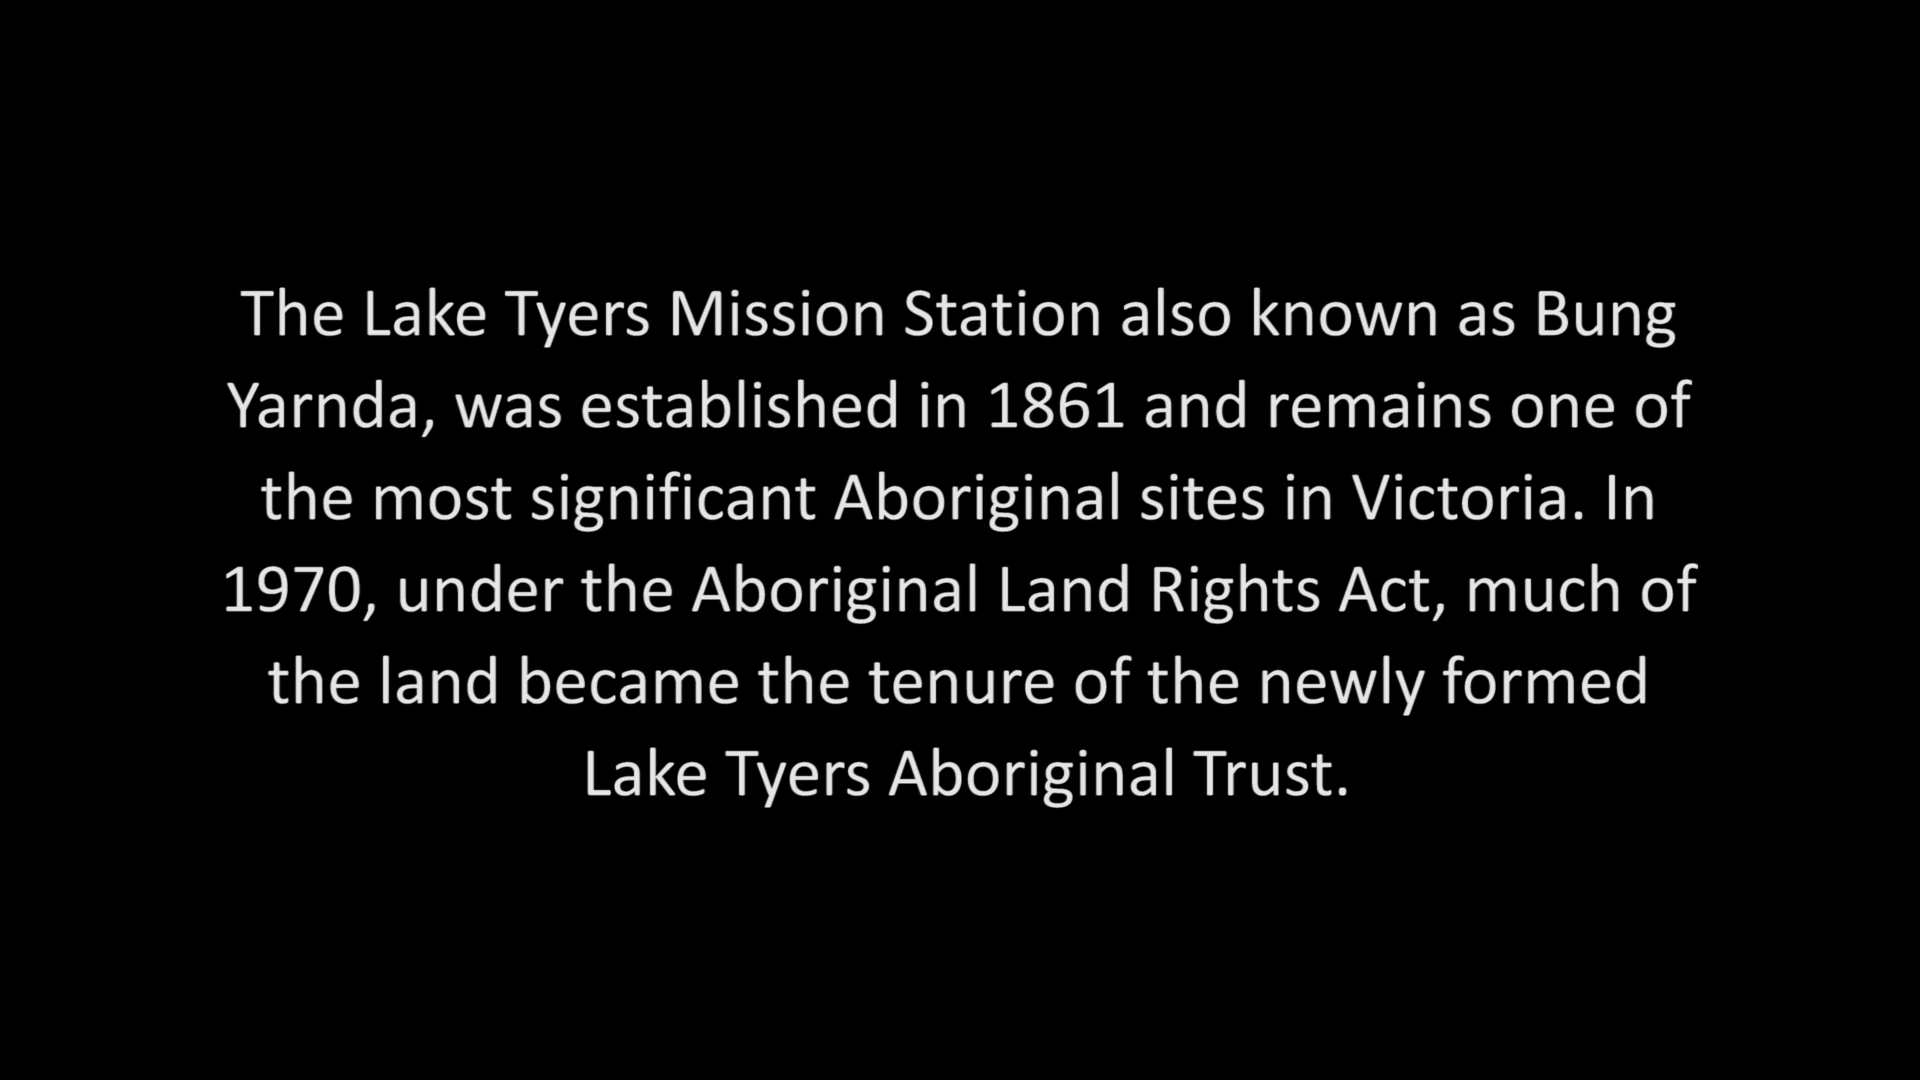 The Lake Tyers Mission Station also known as Bung
Yarnda, was established in 1861 and remains one of
the most significant Aboriginal sites in Victoria. In
1970, under the Aboriginal Land Rights Act, much of
the land became the tenure of the newly formed
Lake Tyers Aboriginal Trust.